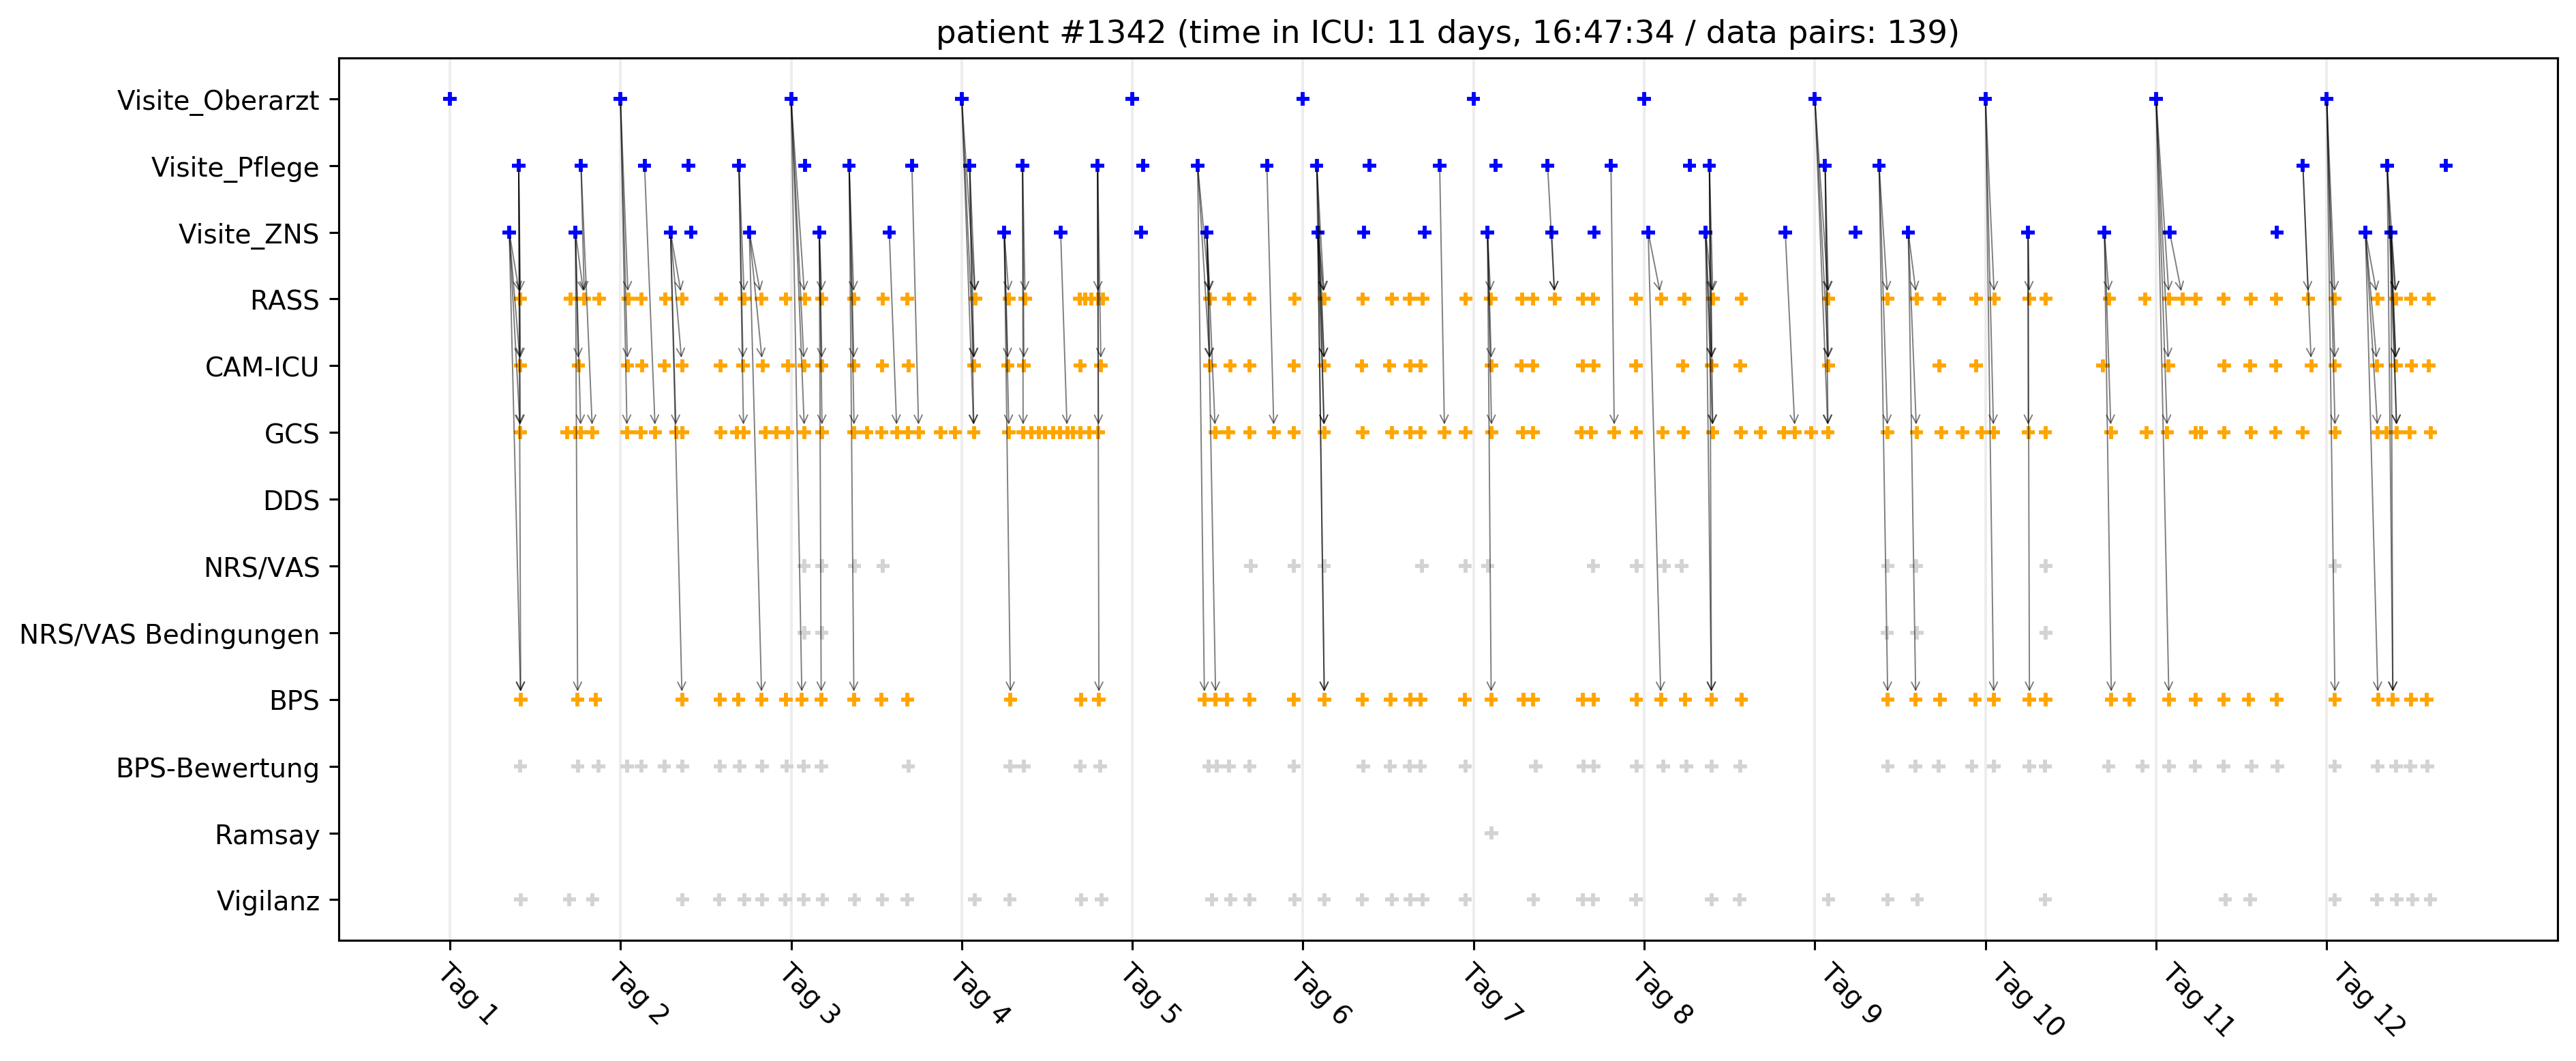 patient #1342 (time in ICU: 11 days, 16:47:34 / data pairs: 139)
Visite_Oberarzt
Visite_Pflege
Visite_ZNS
RASS
CAM-ICU
GCS
DDS
NRS/VAS
NRS/VAS Bedingungen
BPS
BPS-Bewertung
Ramsay
Vigilanz
Tag 1
Tag 2
Tag 3
Tag 4
Tag 5
Tag 6
Tag 7
Tag 8
Tag 9
Tag 10
Tag 11
Tag 12